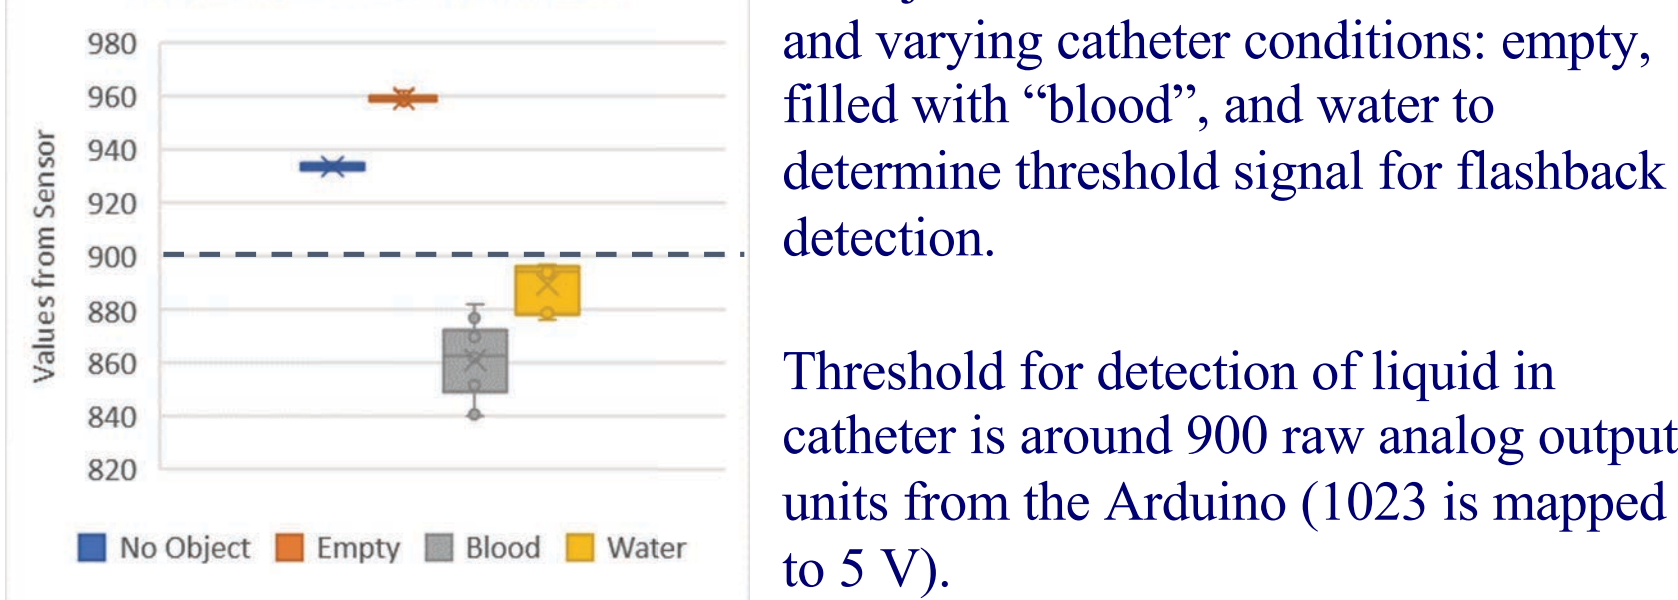 980
960
940
920
900
880
860
840
820
Values from Sensor
No Object Empty Blood Water
and varying catheter conditions: empty,
filled with “blood”, and water to
determine threshold signal for flashback
detection.
Threshold for detection of liquid in
catheter is around 900 raw analog output
units from the Arduino (1023 is mapped
to 5 V).